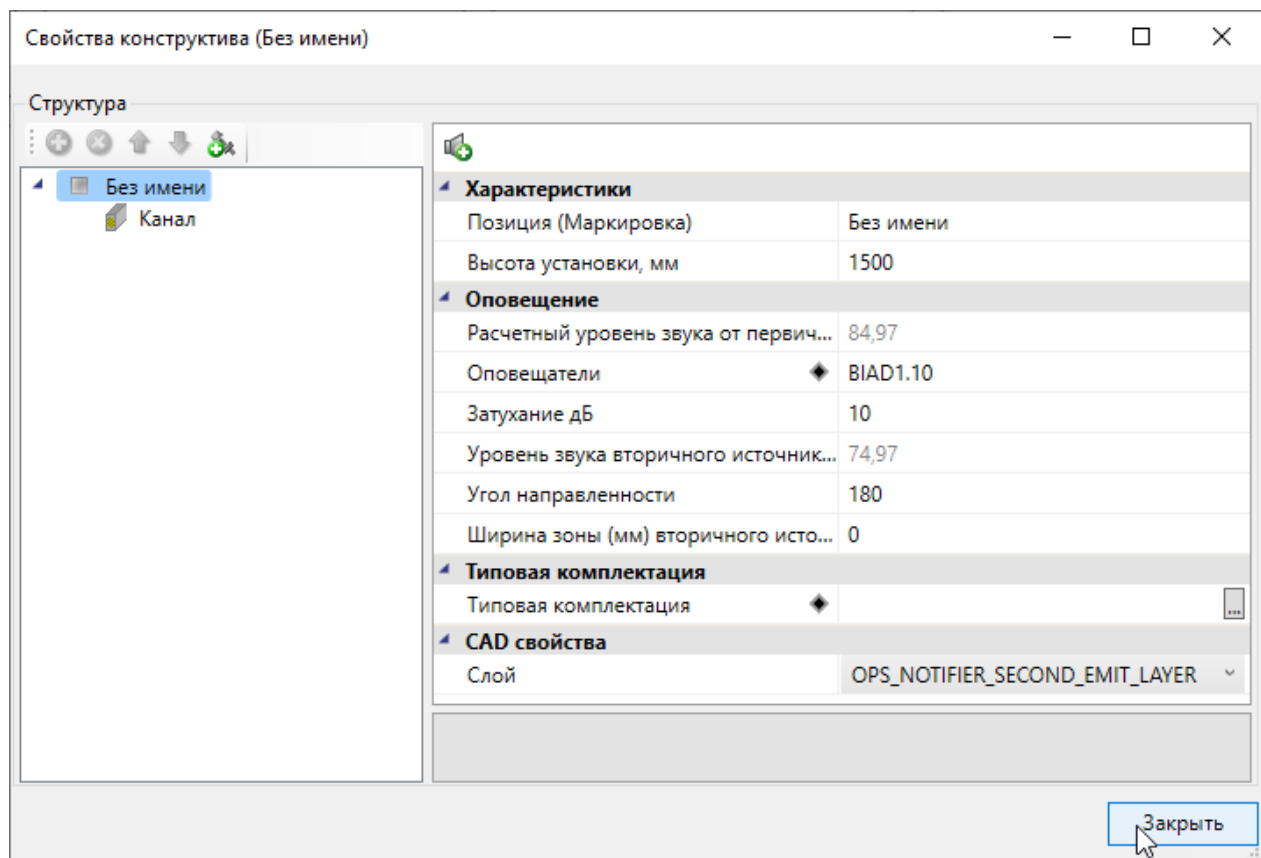 Свойства конструктива (Без имени)
Структура
Без имени
Канал
Характеристики
Позиция (Маркировка) Без имени
Высота установки, мм 1500
Оповещение
Расчетный уровень звука от первич... 84,97
Оповещатели BIAD1.10
Затухание дБ 10
Уровень звука вторичного источник... 74,97
Угол направленности 180
Ширина зоны (мм) вторичного исто... 0
Типовая комплектация
Типовая комплектация ...
CAD свойства
Слой OPS_NOTIFIER_SECOND_EMIT_LAYER
Закрыть